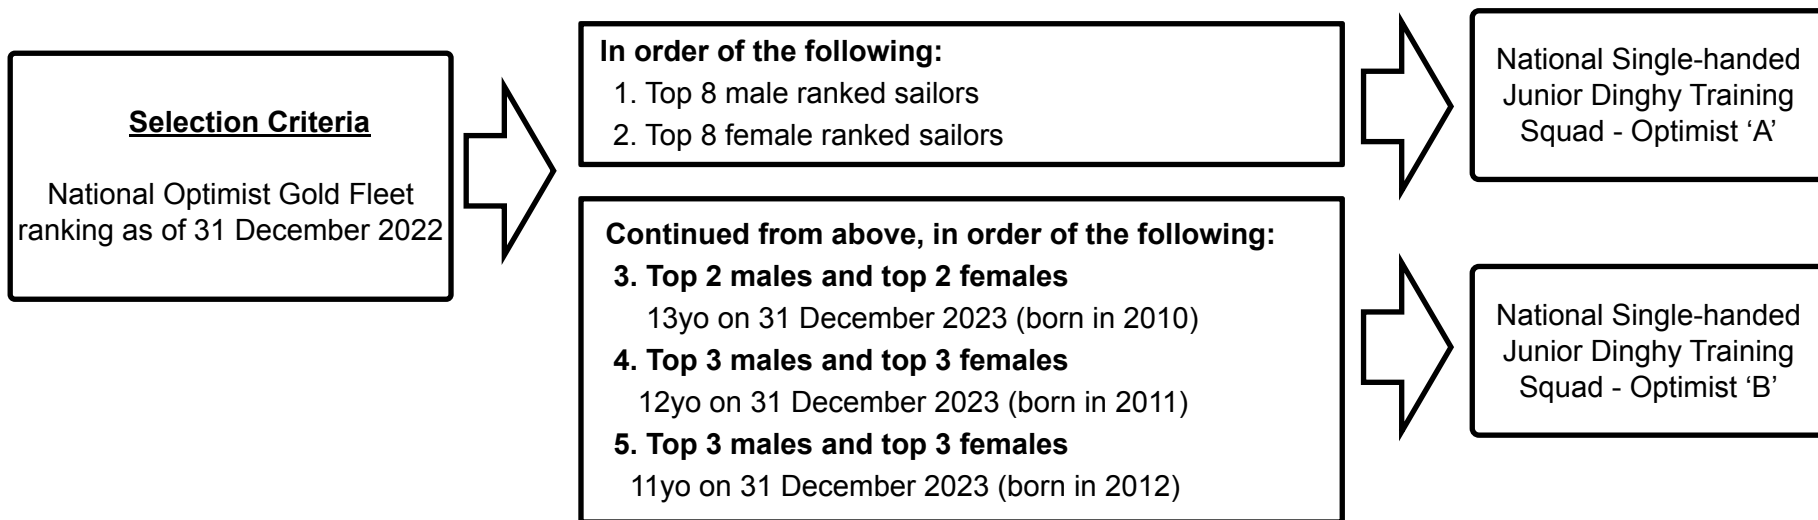 Selection Criteria
National Optimist Gold Fleet
ranking as of 31 December 2022
In order of the following:
1. Top 8 male ranked sailors
2. Top 8 female ranked sailors
National Single-handed
Junior Dinghy Training
Squad - Optimist ‘A’
Continued from above, in order of the following:
3. Top 2 males and top 2 females
13yo on 31 December 2023 (born in 2010)
4. Top 3 males and top 3 females
12yo on 31 December 2023 (born in 2011)
5. Top 3 males and top 3 females
11yo on 31 December 2023 (born in 2012)
National Single-handed
Junior Dinghy Training
Squad - Optimist ‘B’